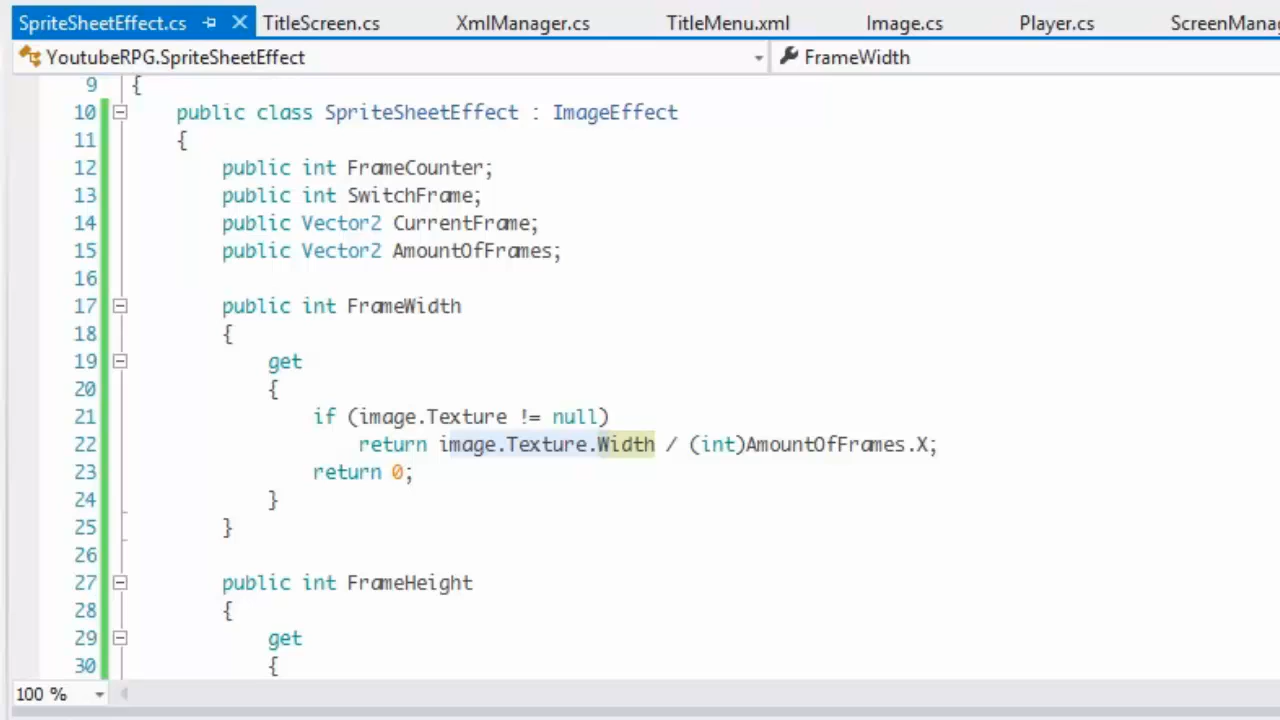 SpriteSheetEffect.cs TitleScreen.cs XmlManager.cs TitleMenu.xml Image.cs Player.cs ScreenMana
YoutubeRPG.SpriteSheetEffect FrameWidth
9 {
10 public class SpriteSheetEffect : ImageEffect
11 {
12 public int FrameCounter;
13 public int SwitchFrame;
14 public Vector2 CurrentFrame;
15 public Vector2 AmountOfFrames;
16
17 public int FrameWidth
18 {
19 get
20 {
21 if (image.Texture != null)
22 return image.Texture.Width / (int)AmountOfFrames.X;
23 return 0;
24 }
25 }
26
27 public int FrameHeight
28 {
29 get
30 {
100 %